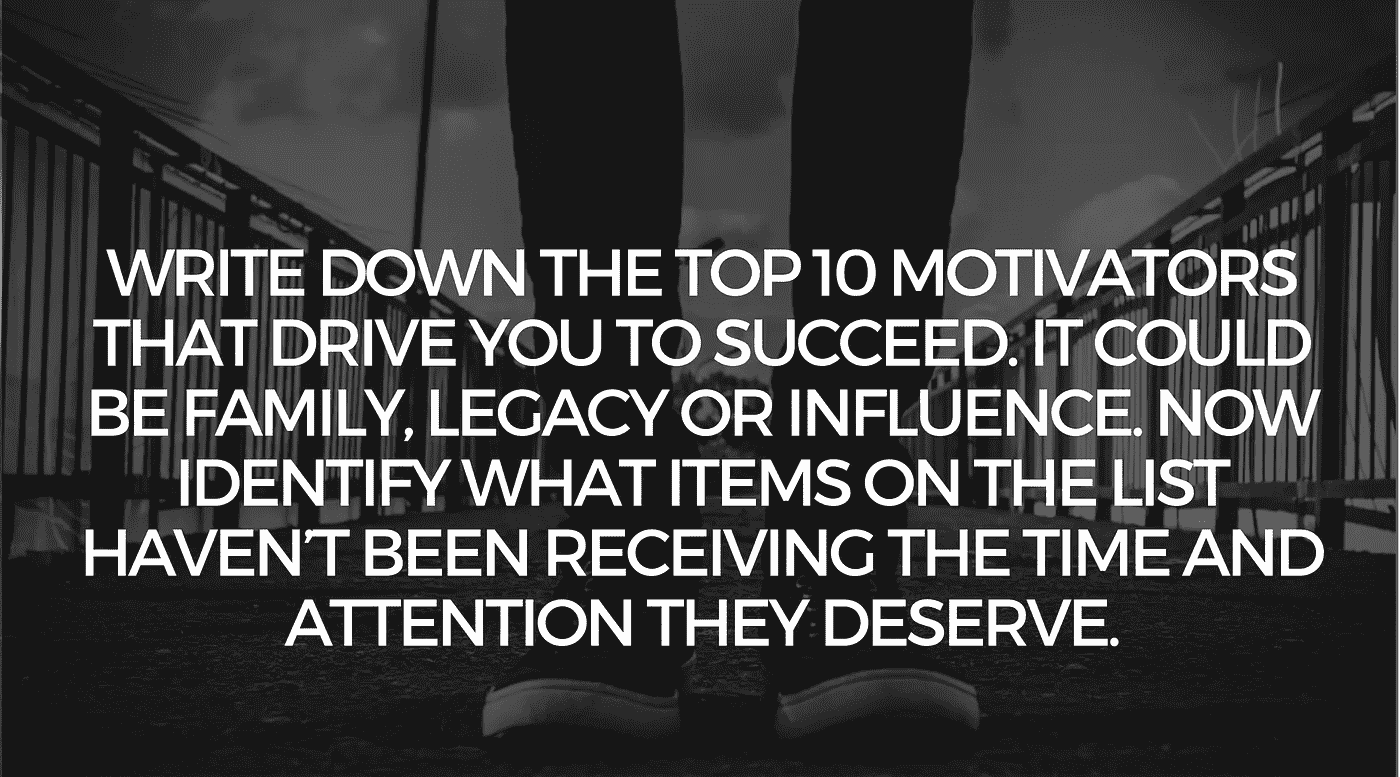 WRITE DOWN THE TOP 10 MOTIVATORS
THAT DRIVE YOU TO SUCCEED. IT COULD
BE FAMILY, LEGACY OR INFLUENCE. NOW
IDENTIFY WHAT ITEMS ON THE LIST
HAVEN'T BEEN RECEIVING THE TIME AND
ATTENTION THEY DESERVE.